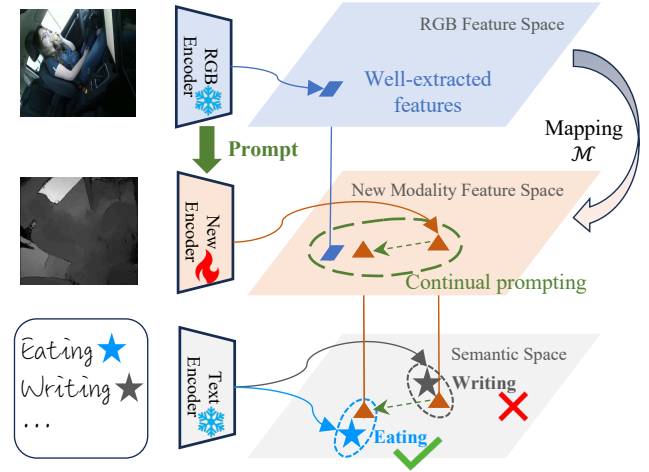 RGB Feature Space
RGB
Encoder
Well-extracted
features
Mapping
ℳ
Prompt
New Modality Feature Space
New
Encoder
Continual prompting
Eating
Writing
...
Text
Encoder
Semantic Space
Writing
Eating